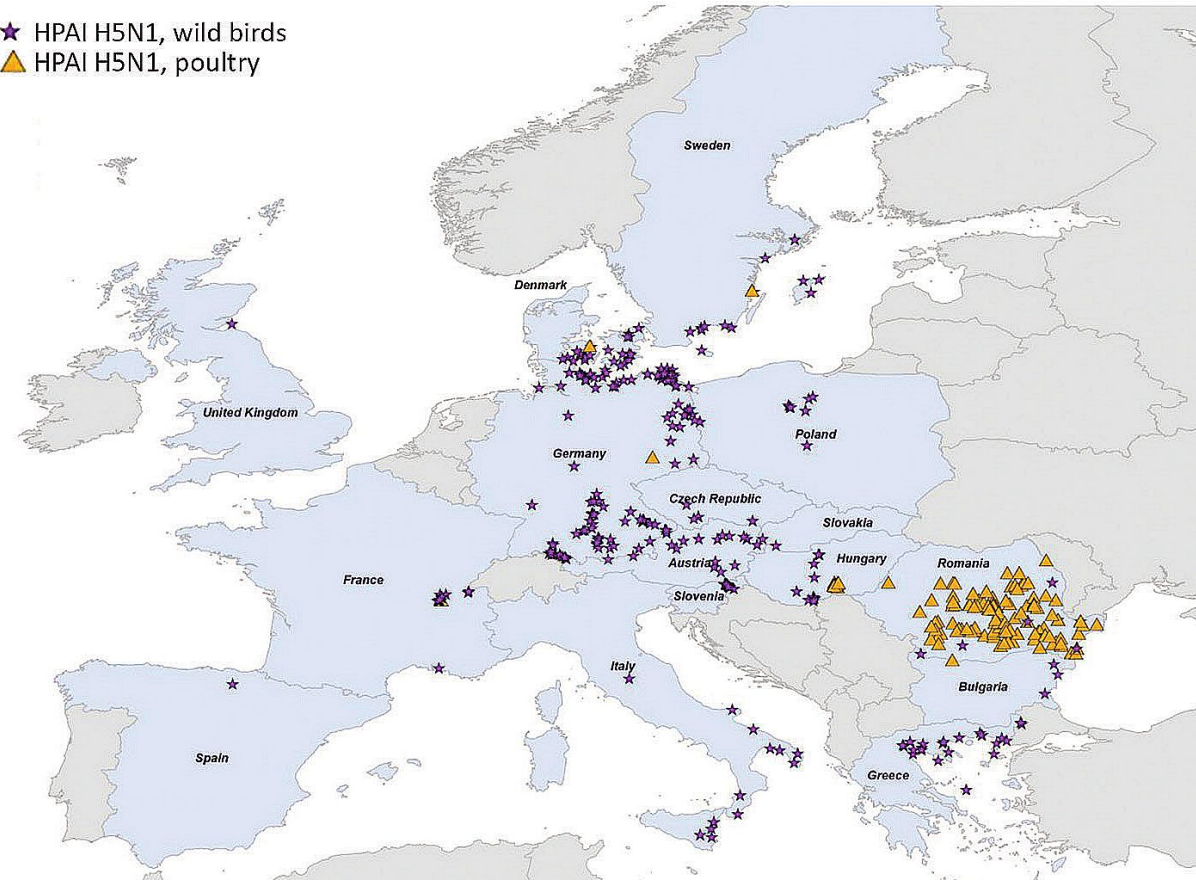 HPAI H5N1, wild birds
HPAI H5N1, poultry
Sweden
Denmark
United Kingdom
Poland
Germany
Czech Republic
Slovakia
Hungary
Austria
Romania
France
Slovenia
Italy
Bulgaria
Spain
Greece